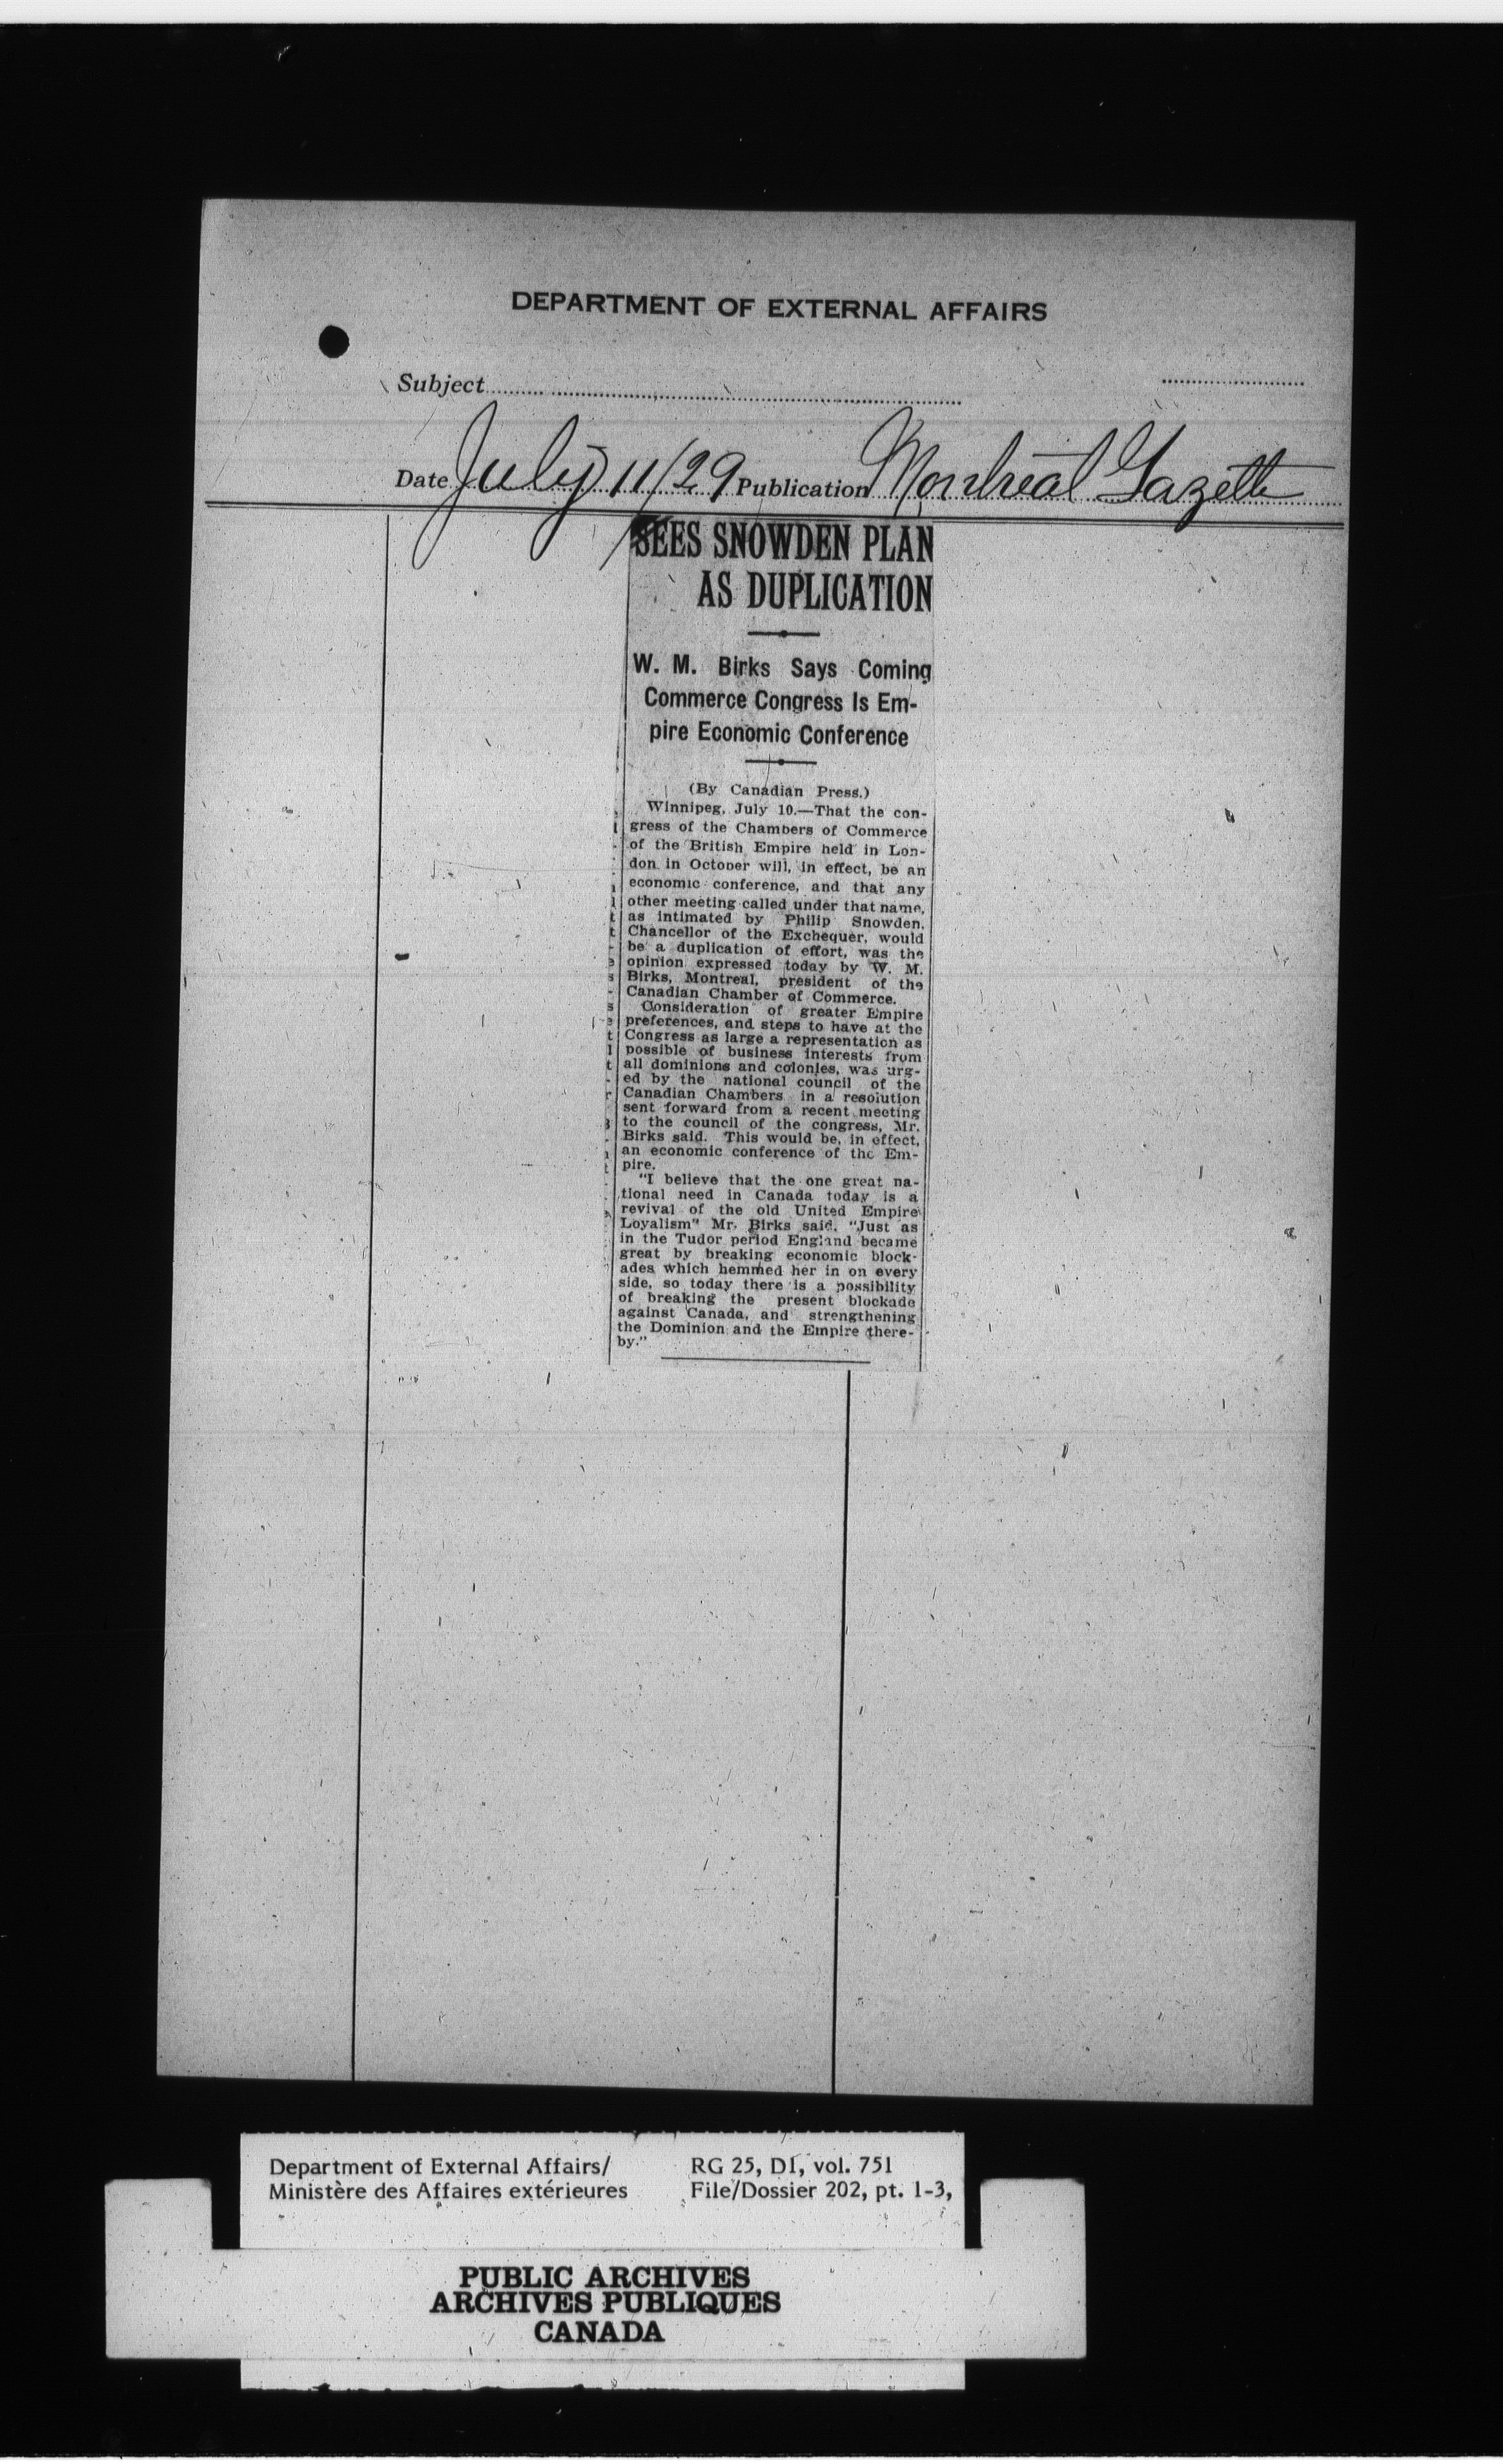 DEPARTMENT OF EXTERNAL AFFAIRS
Subject
Date July 11/29 Publication Montreal Gazette
SEES SNOWDEN PLAN
AS DUPLICATION
W. M. Birks Says Coming
Commerce Congress Is Em-
pire Economic Conference
(By Canadian Press.)
Winnipeg, July 10.—That the con-
gress of the Chambers of Commerce
of the British Empire held in Lon-
don in October will, in effect, be an
economic conference, and that any
other meeting called under that name,
as intimated by Philip Snowden,
Chancellor of the Exchequer, would
be a duplication of effort, was the
opinion expressed today by W. M.
Birks, Montreal, president of the
Canadian Chamber of Commerce.
Consideration of greater Empire
preferences, and steps to have at the
Congress as large a representation as
possible of business interests from
all dominions and colonies, was urg-
ed by the national council of the
Canadian Chambers in a resolution
sent forward from a recent meeting
to the council of the congress, Mr.
Birks said. This would be, in effect,
an economic conference of the Em-
pire.
"I believe that the one great na-
tional need in Canada today is a
revival of the old United Empire
Loyalism" Mr. Birks said. "Just as
in the Tudor period England became
great by breaking economic block-
ades which hemmed her in on every
side, so today there is a possibility
of breaking the present blockade
against Canada, and strengthening
the Dominion and the Empire there-
by."
Department of External Affairs/
Ministère des Affaires extérieures
RG 25, D1, vol. 751
File/Dossier 202, pt. 1-3,
PUBLIC ARCHIVES
ARCHIVES PUBLIQUES
CANADA